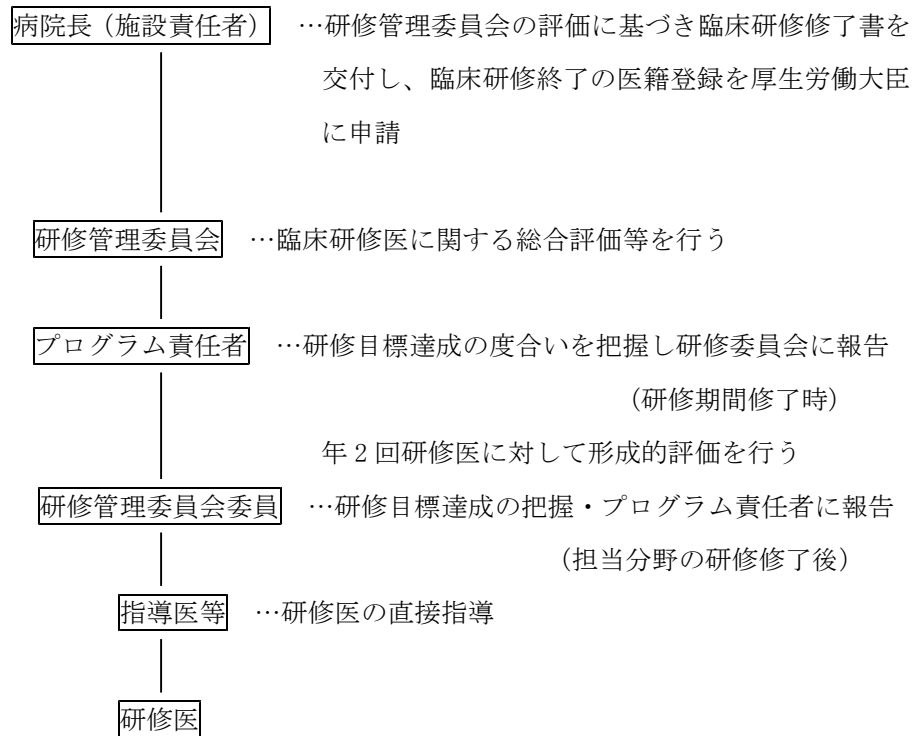 病院長（施設責任者） …研修管理委員会の評価に基づき臨床研修修了書を
交付し、臨床研修終了の医籍登録を厚生労働大臣
に申請
研修管理委員会 …臨床研修医に関する総合評価等を行う
プログラム責任者 …研修目標達成の度合いを把握し研修委員会に報告
（研修期間修了時）
年２回研修医に対して形成的評価を行う
研修管理委員会委員 …研修目標達成の把握・プログラム責任者に報告
（担当分野の研修修了後）
指導医等 …研修医の直接指導
研修医